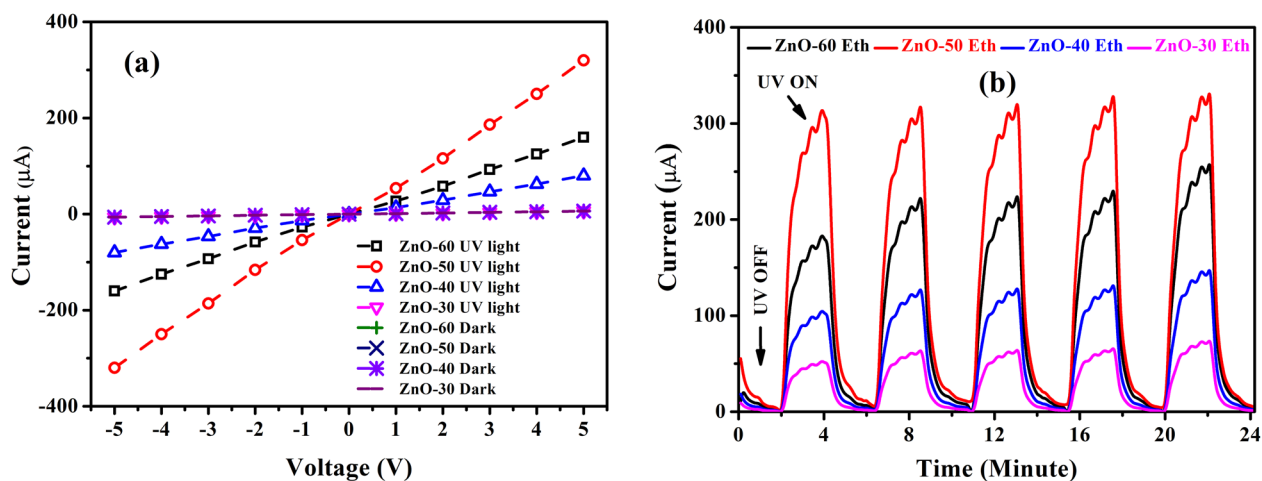 (a)
400
200
0
-200
-400
Current (μA)
-5 -4 -3 -2 -1 0 1 2 3 4 5
Voltage (V)
ZnO-60 UV light
ZnO-50 UV light
ZnO-40 UV light
ZnO-30 UV light
ZnO-60 Dark
ZnO-50 Dark
ZnO-40 Dark
ZnO-30 Dark
ZnO-60 Eth ZnO-50 Eth ZnO-40 Eth ZnO-30 Eth
(b)
UV ON
UV OFF
400
300
200
100
0
Current (μA)
0 4 8 12 16 20 24
Time (Minute)